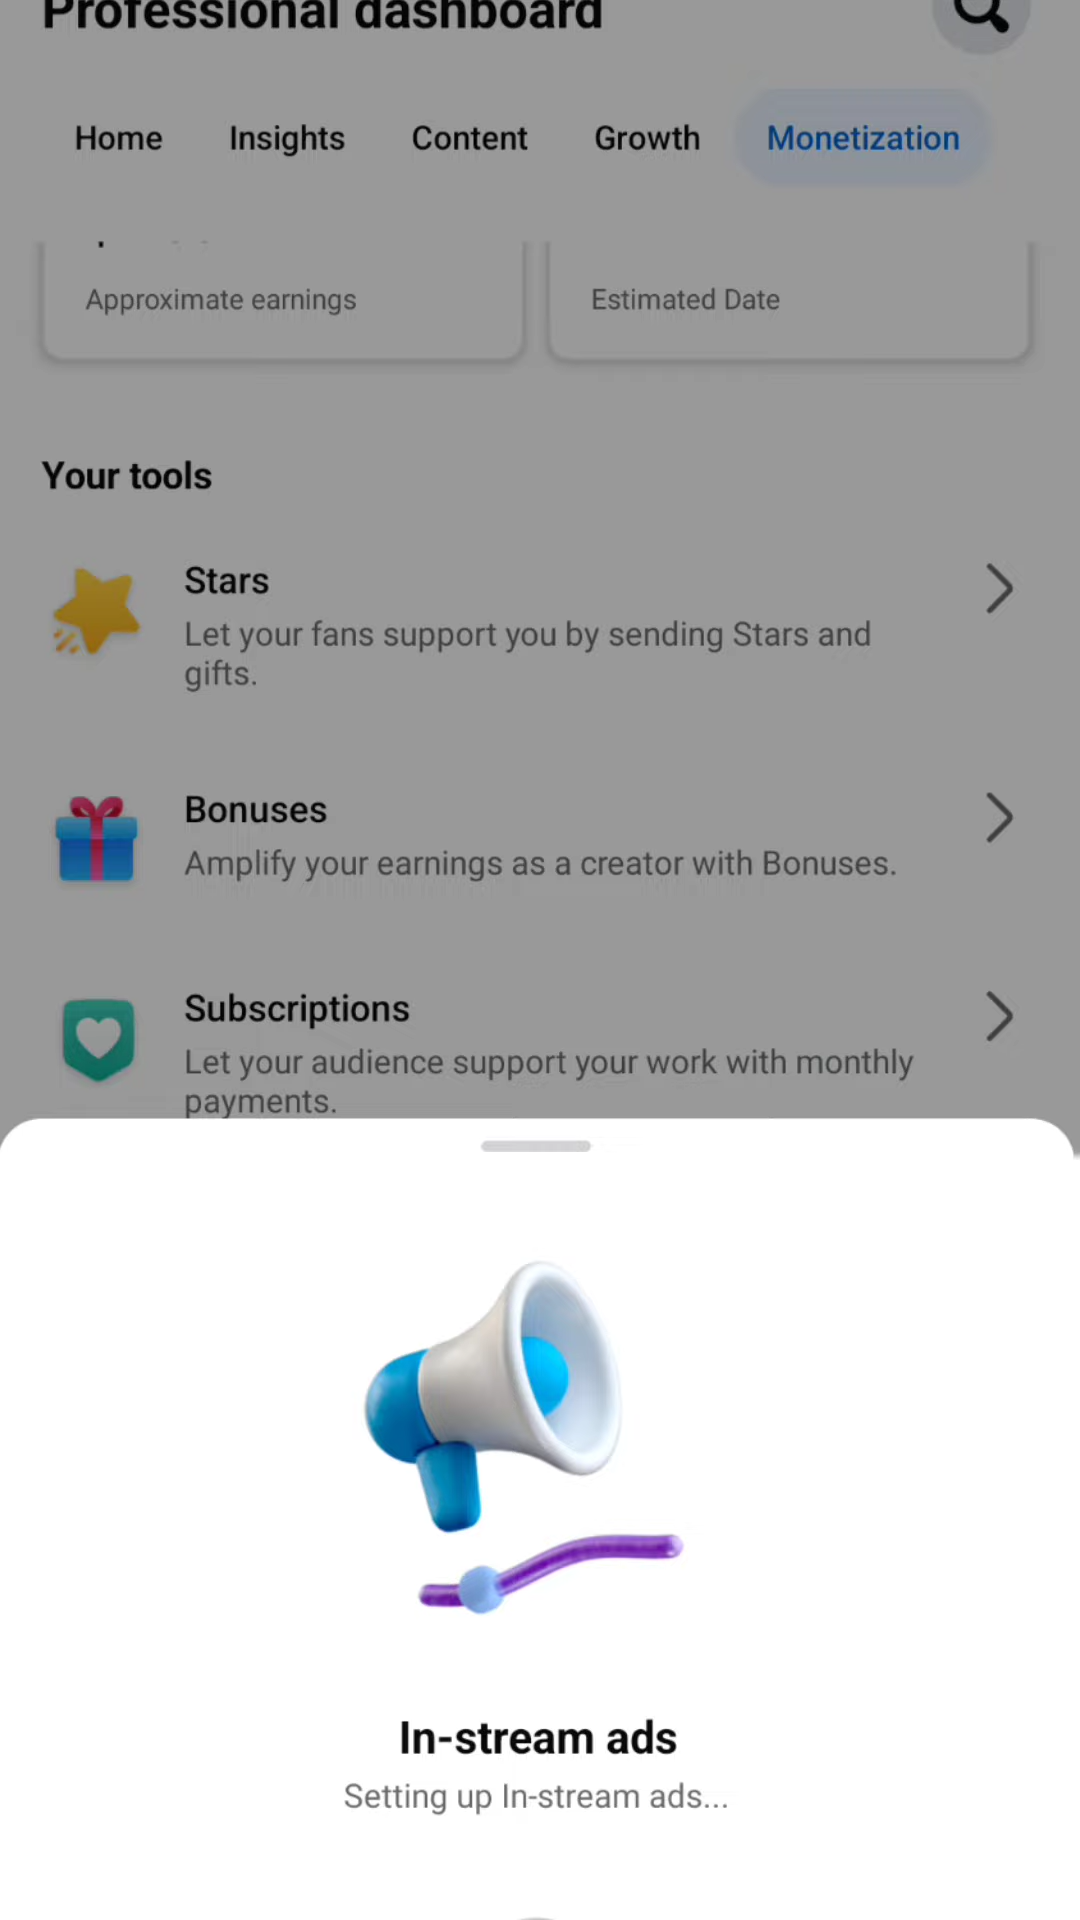 Professional dashboard
Home
Insights
Content
Growth
Monetization
Approximate earnings
Estimated Date
Your tools
Stars
Let your fans support you by sending Stars and
gifts.
Bonuses
Amplify your earnings as a creator with Bonuses.
Subscriptions
Let your audience support your work with monthly
payments.
In-stream ads
Setting up In-stream ads...